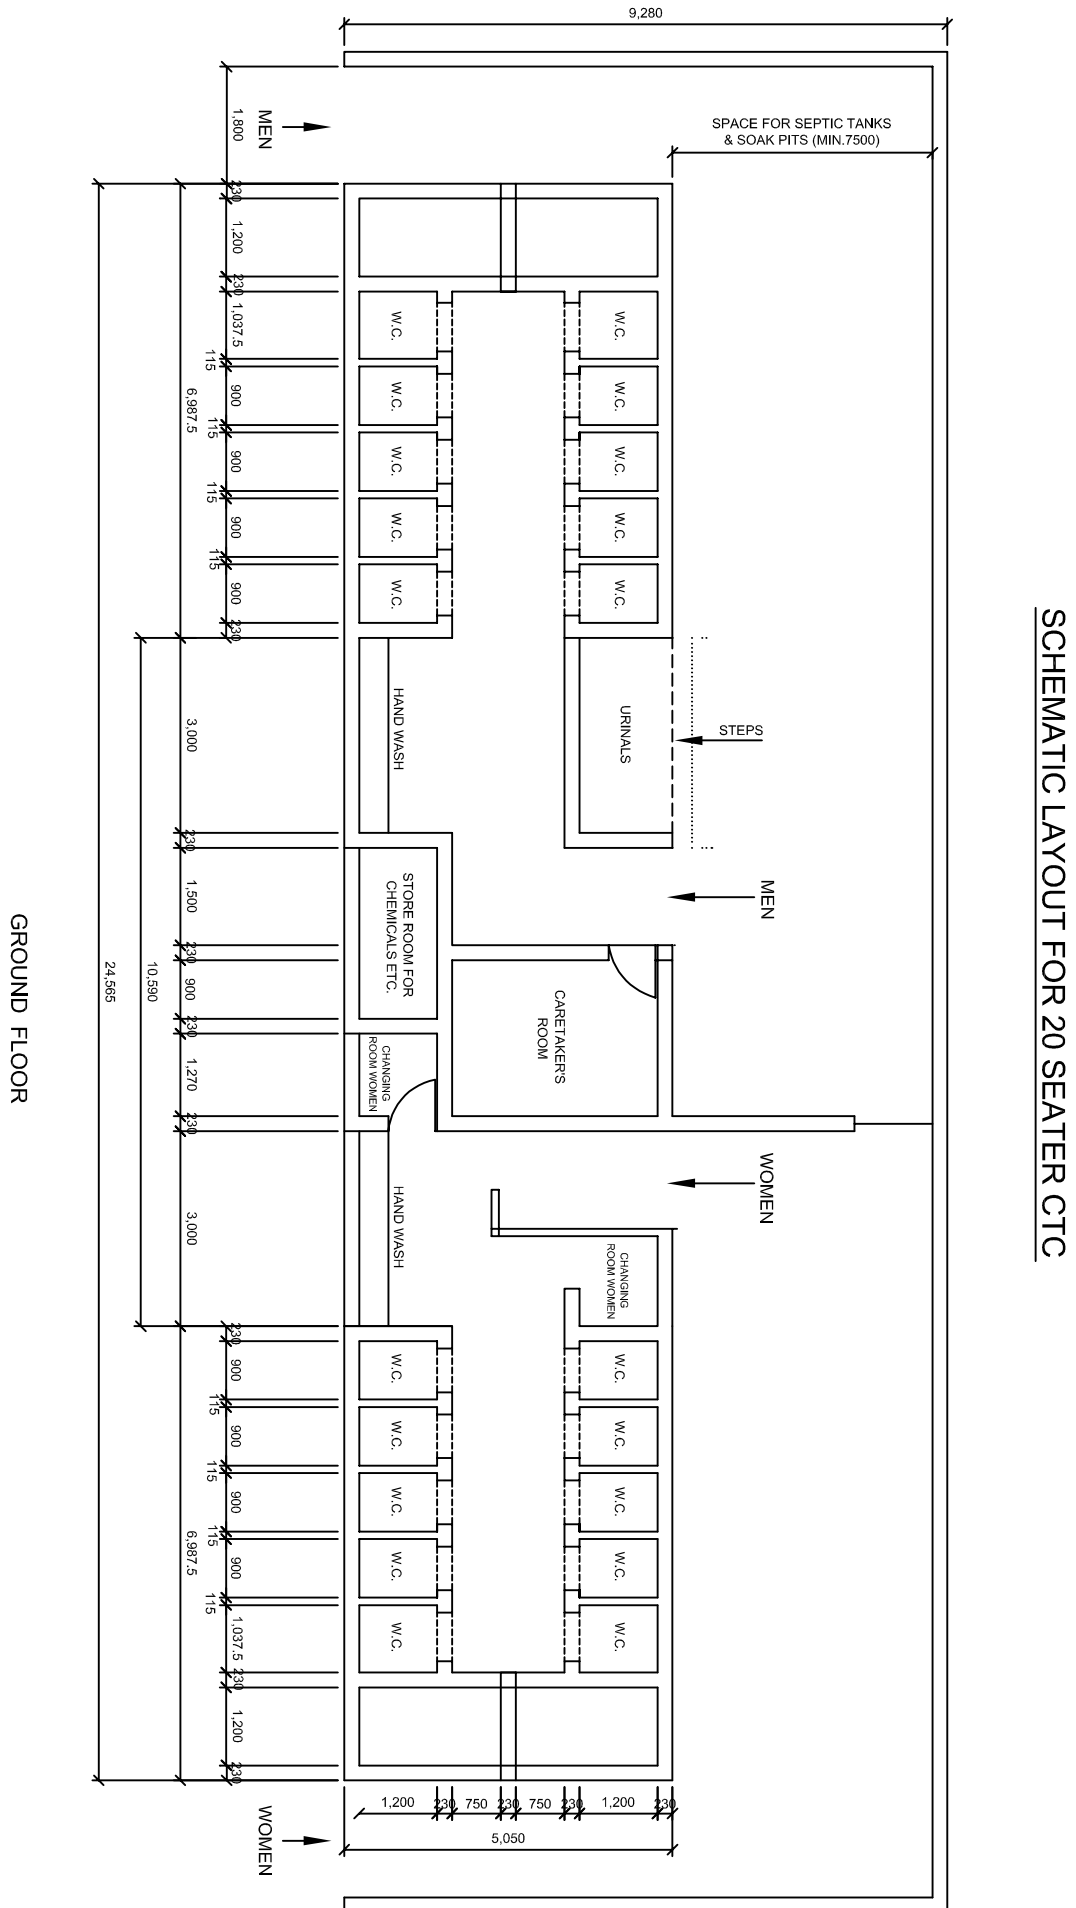 SCHEMATIC LAYOUT FOR 20 SEATER CTC
9,280
SPACE FOR SEPTIC TANKS
& SOAK PITS (MIN.7500)
STEPS
MEN
WOMEN
W.C.
W.C.
W.C.
W.C.
W.C.
URINALS
CARETAKER'S
ROOM
CHANGING
ROOM WOMEN
W.C.
W.C.
W.C.
W.C.
W.C.
W.C.
W.C.
W.C.
W.C.
W.C.
HAND WASH
STORE ROOM FOR
CHEMICALS ETC.
CHANGING
ROOM WOMEN
HAND WASH
W.C.
W.C.
W.C.
W.C.
W.C.
1,200 230 750 230 750 230 1,200 230
5,050
MEN
WOMEN
1,800
230
1,200
230
1,037.5
115
900
115
900
115
900
115
900
230
230
900
115
900
115
900
115
900
115
1,037.5
230
1,200
230
6,987.5
3,000
230
1,500
230
900
230
1,270
230
3,000
6,987.5
10,590
24,565
GROUND FLOOR